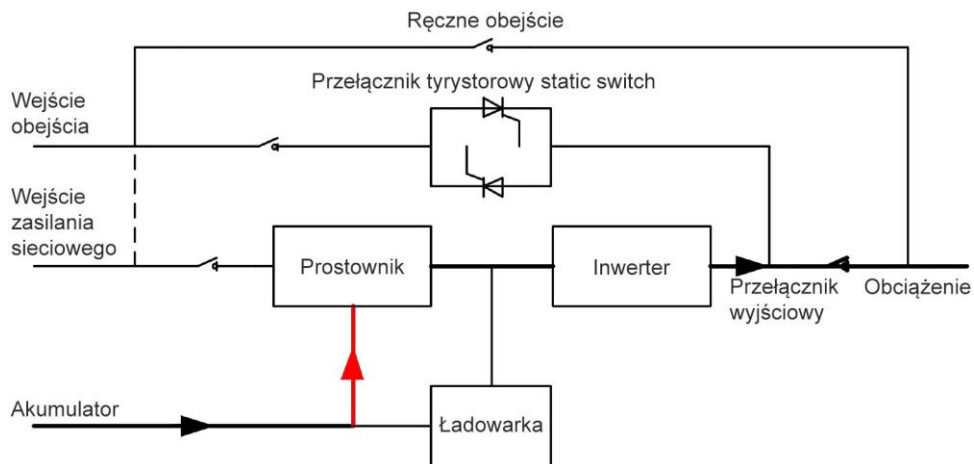 Ręczne obejście
Przełącznik tyrystorowy static switch
Wejście
obejścia
Wejście
zasilania
sieciowego
Prostownik
Inwerter
Przełącznik
wyjściowy
Obciążenie
Akumulator
Ładowarka